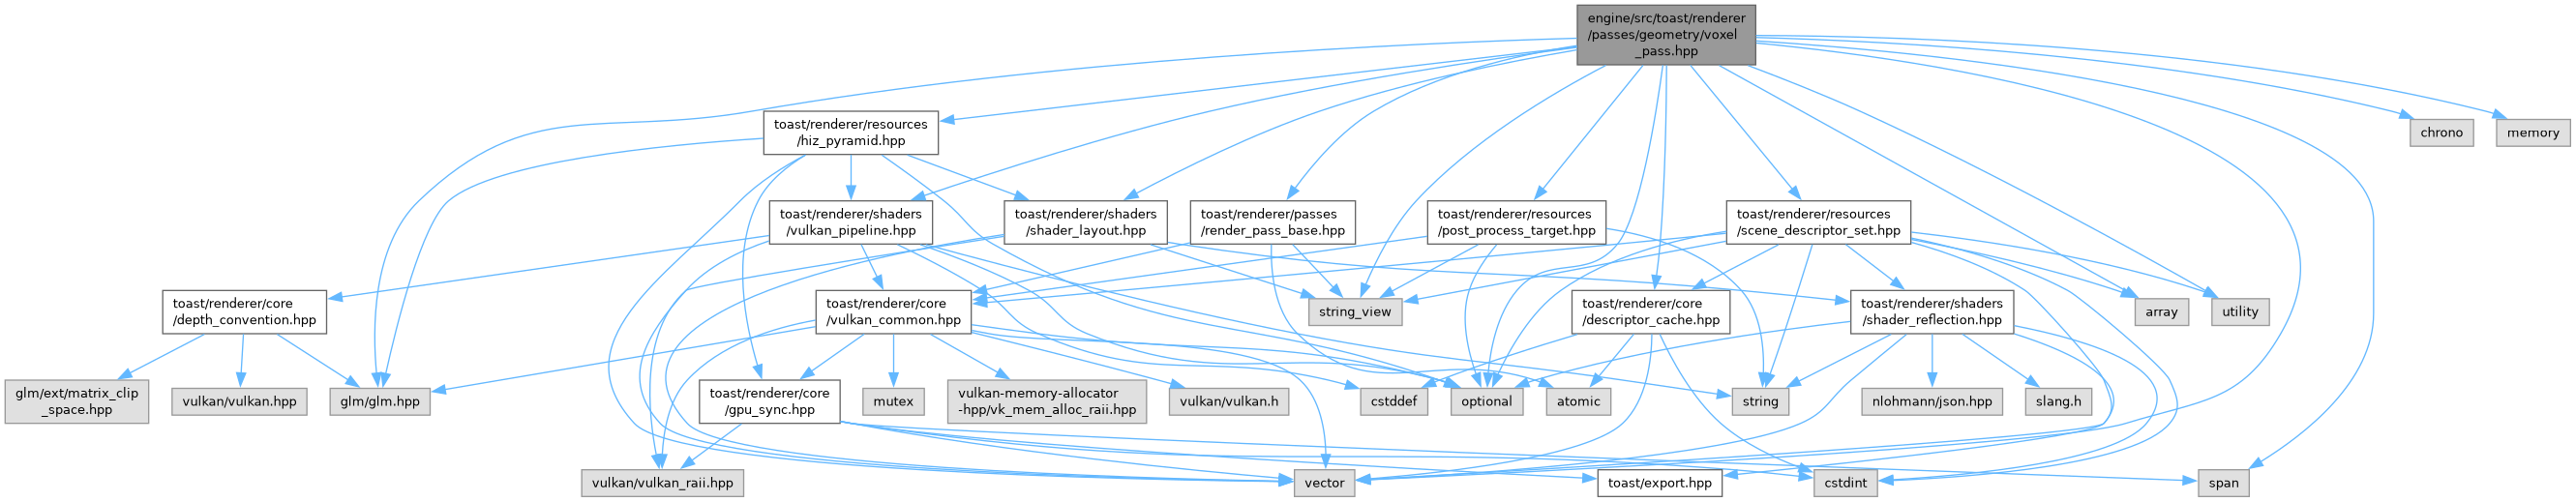 engine/src/toast/renderer
/passes/geometry/voxel
_pass.hpp
toast/renderer/resources
/hiz_pyramid.hpp
chrono
memory
toast/renderer/shaders
/vulkan_pipeline.hpp
toast/renderer/shaders
/shader_layout.hpp
toast/renderer/passes
/render_pass_base.hpp
toast/renderer/resources
/post_process_target.hpp
toast/renderer/resources
/scene_descriptor_set.hpp
toast/renderer/core
/depth_convention.hpp
toast/renderer/core
/vulkan_common.hpp
string_view
toast/renderer/core
/descriptor_cache.hpp
toast/renderer/shaders
/shader_reflection.hpp
array
utility
glm/ext/matrix_clip
_space.hpp
vulkan/vulkan.hpp
glm/glm.hpp
toast/renderer/core
/gpu_sync.hpp
mutex
vulkan-memory-allocator
-hpp/vk_mem_alloc_raii.hpp
vulkan/vulkan.h
cstddef
optional
atomic
string
nlohmann/json.hpp
slang.h
vulkan/vulkan_raii.hpp
vector
toast/export.hpp
cstdint
span